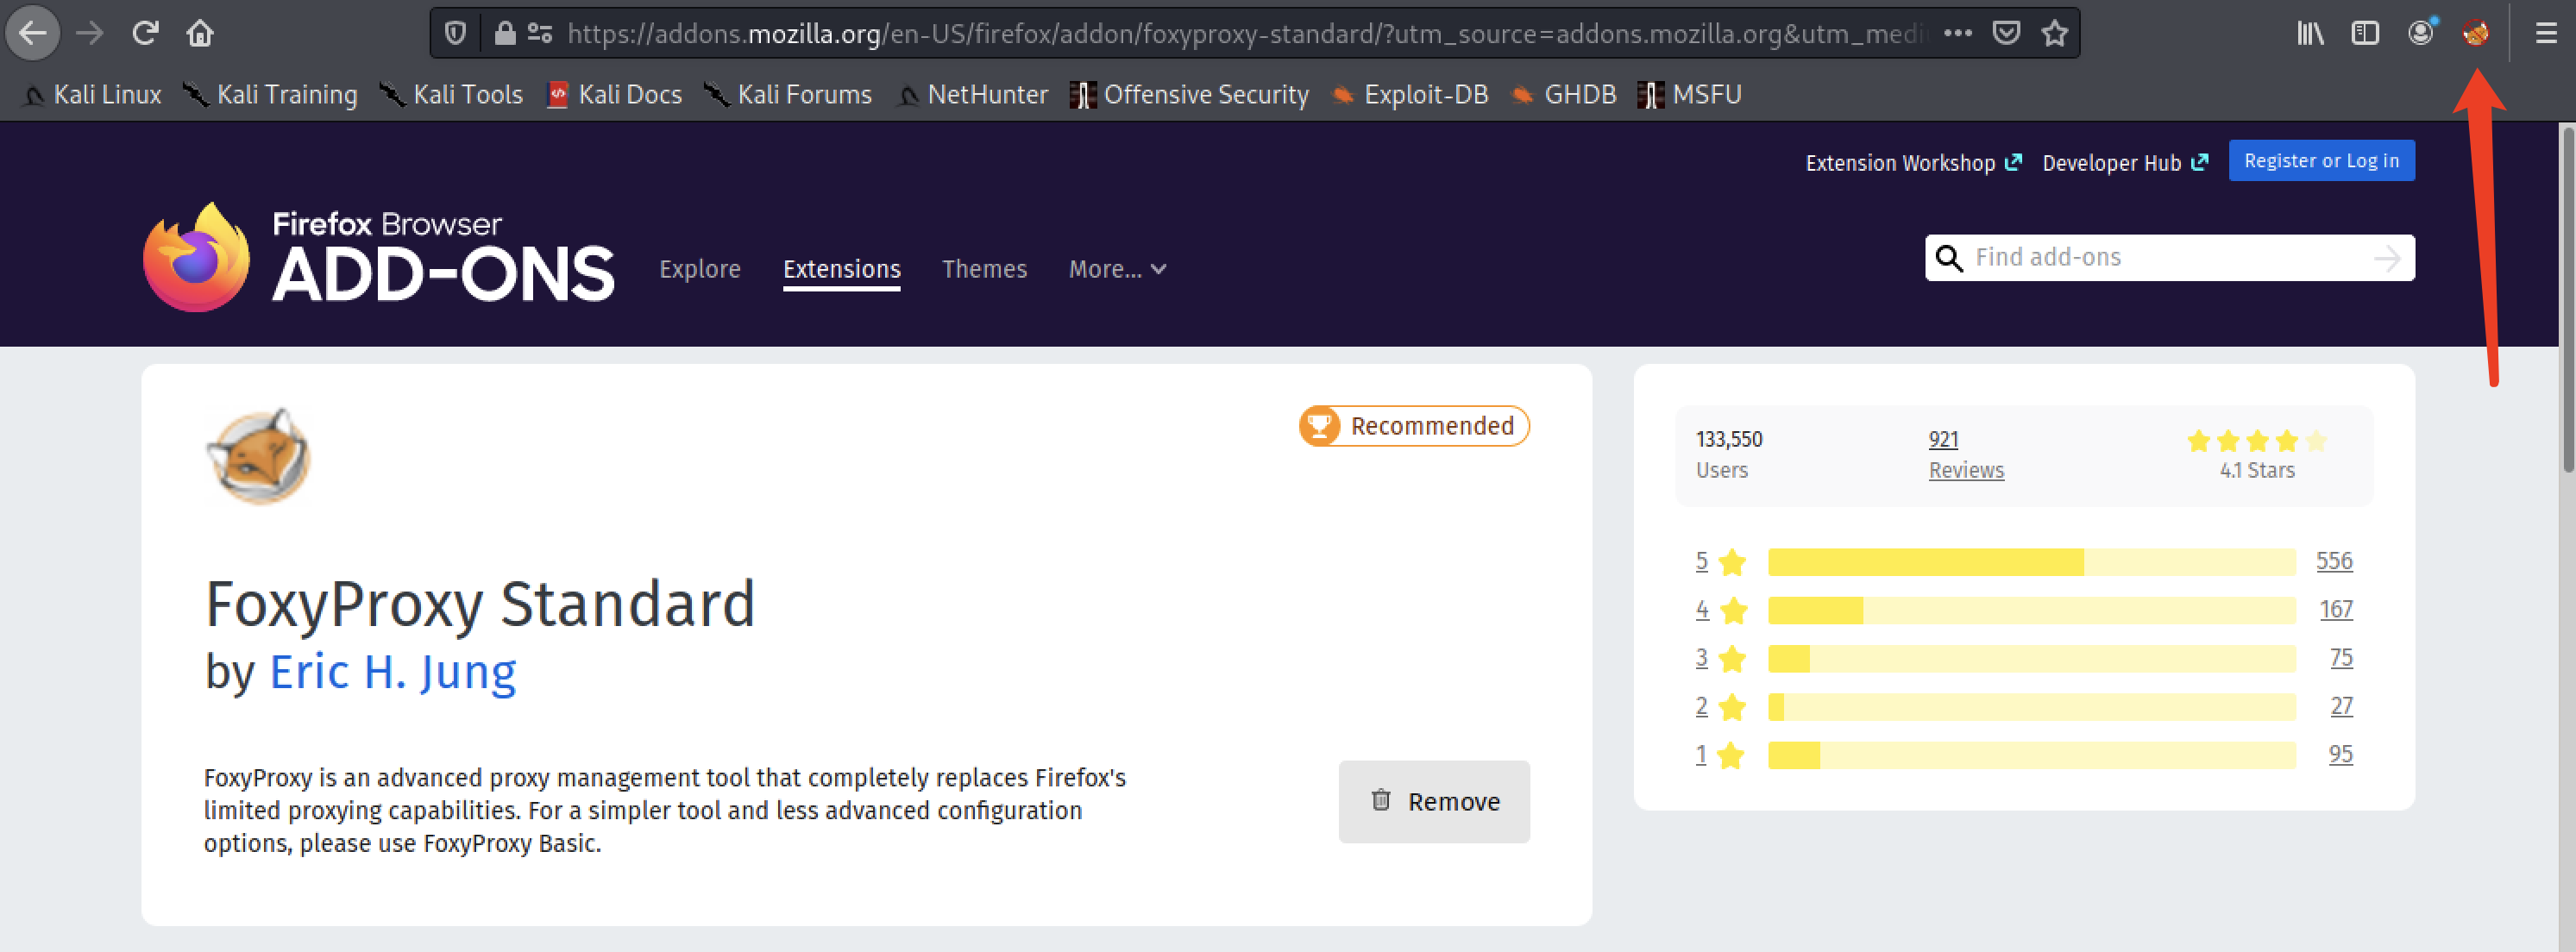 https://addons.mozilla.org/en-US/firefox/addon/foxyproxy-standard/?utm_source=addons.mozilla.org&utm_medi
Kali Linux Kali Training Kali Tools Kali Docs Kali Forums NetHunter Offensive Security Exploit-DB GHDB MSFU
Extension Workshop Developer Hub Register or Log in
Firefox Browser
ADD-ONS
Explore Extensions Themes More...
Find add-ons
Recommended
FoxyProxy Standard
by Eric H. Jung
FoxyProxy is an advanced proxy management tool that completely replaces Firefox's
limited proxying capabilities. For a simpler tool and less advanced configuration
options, please use FoxyProxy Basic.
Remove
133,550 921
Users Reviews 4.1 Stars
5 556
4 167
3 75
2 27
1 95